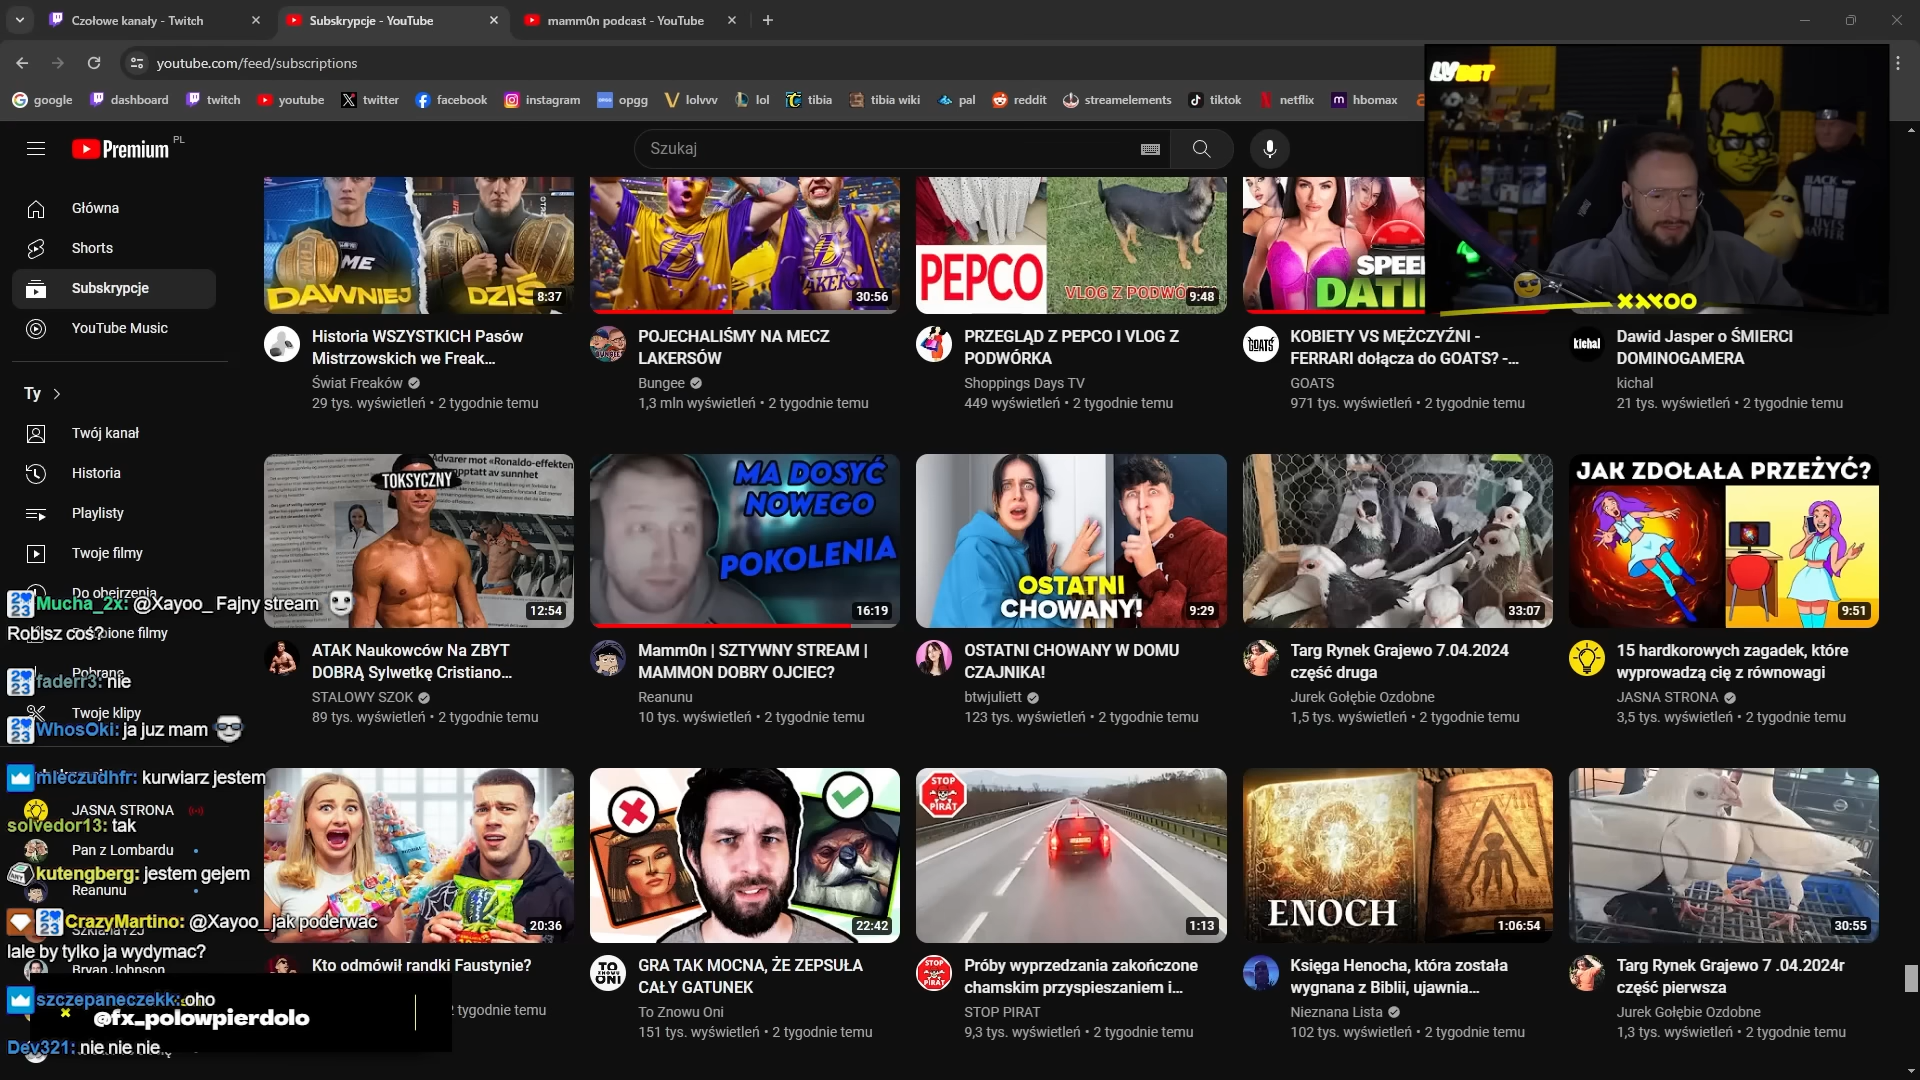 Czołowe kanały - Twitch
Subskrypcje - YouTube
mamm0n podcast - YouTube
youtube.com/feed/subscriptions
google
dashboard
twitch
youtube
twitter
facebook
instagram
opgg
lolvvv
lol
tibia
tibia wiki
pal
reddit
streamelements
tiktok
netflix
hbomax
LVBET
XAYOO
Premium PL
Szukaj
Główna
Shorts
Subskrypcje
YouTube Music
Ty
Twój kanał
Historia
Playlisty
Twoje filmy
Do obejrzenia
Pobrane
Twoje klipy
JASNA STRONA
Pan z Lombardu
Reanunu
Bryan Johnson
DAWNIEJ DZIŚ
8:37
Historia WSZYSTKICH Pasów
Mistrzowskich we Freak...
Świat Freaków
29 tys. wyświetleń • 2 tygodnie temu
30:56
POJECHALIŚMY NA MECZ
LAKERSÓW
Bungee
1,3 mln wyświetleń • 2 tygodnie temu
PEPCO
9:48
PRZEGLĄD Z PEPCO I VLOG Z
PODWÓRKA
Shoppings Days TV
449 wyświetleń • 2 tygodnie temu
GOATS
KOBIETY VS MĘŻCZYŹNI -
FERRARI dołącza do GOATS? -...
GOATS
971 tys. wyświetleń • 2 tygodnie temu
kichal
Dawid Jasper o ŚMIERCI
DOMINOGAMERA
kichal
21 tys. wyświetleń • 2 tygodnie temu
TOKSYCZNY
12:54
ATAK Naukowców Na ZBYT
DOBRĄ Sylwetkę Cristiano...
STALOWY SZOK
89 tys. wyświetleń • 2 tygodnie temu
MA DOSYĆ
NOWEGO
POKOLENIA
16:19
Mamm0n | SZTYWNY STREAM |
MAMMON DOBRY OJCIEC?
Reanunu
10 tys. wyświetleń • 2 tygodnie temu
OSTATNI
CHOWANY!
9:29
OSTATNI CHOWANY W DOMU
CZAJNIKA!
btwjuliett
123 tys. wyświetleń • 2 tygodnie temu
33:07
Targ Rynek Grajewo 7.04.2024
część druga
Jurek Gołębie Ozdobne
1,5 tys. wyświetleń • 2 tygodnie temu
JAK ZDOŁAŁA PRZEŻYĆ?
9:51
15 hardkorowych zagadek, które
wyprowadzą cię z równowagi
JASNA STRONA
3,5 tys. wyświetleń • 2 tygodnie temu
20:36
Kto odmówił randki Faustynie?
2 tygodnie temu
22:42
TO ZNOWU ONI
GRA TAK MOCNA, ŻE ZEPSUŁA
CAŁY GATUNEK
To Znowu Oni
151 tys. wyświetleń • 2 tygodnie temu
STOP
PIRAT
1:13
Próby wyprzedzania zakończone
chamskim przyspieszaniem i...
STOP PIRAT
9,3 tys. wyświetleń • 2 tygodnie temu
ENOCH
1:06:54
Księga Henocha, która została
wygnana z Biblii, ujawnia...
Nieznana Lista
102 tys. wyświetleń • 2 tygodnie temu
30:55
Targ Rynek Grajewo 7 .04.2024r
część pierwsza
Jurek Gołębie Ozdobne
1,3 tys. wyświetleń • 2 tygodnie temu
Mucha_2x: @Xayoo_ Fajny stream
Robisz coś?
faderr3: nie
WhosOki: ja juz mam
mleczudhfr: kurwiarz jestem
solvedor13: tak
kutengberg: jestem gejem
CrazyMartino: @Xayoo_ jak poderwac
lale by tylko ja wydymac?
szczepaneczekk: oho
@fx_polowpierdolo
Dev321: nie nie nie